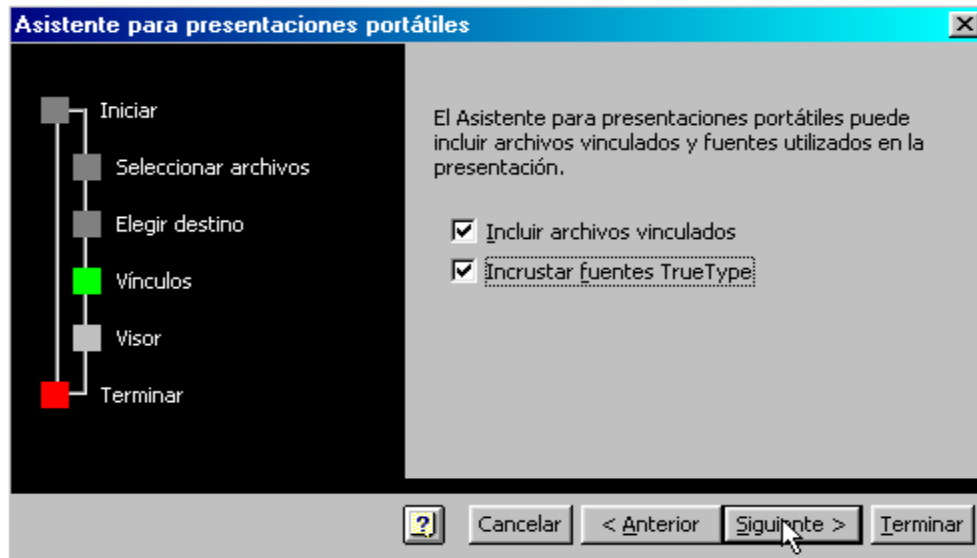 Asistente para presentaciones portátiles
Iniciar
Seleccionar archivos
Elegir destino
Vínculos
Visor
Terminar
El Asistente para presentaciones portátiles puede
incluir archivos vinculados y fuentes utilizados en la
presentación.
Incluir archivos vinculados
Incrustar fuentes TrueType
Cancelar < Anterior Siguiente > Terminar